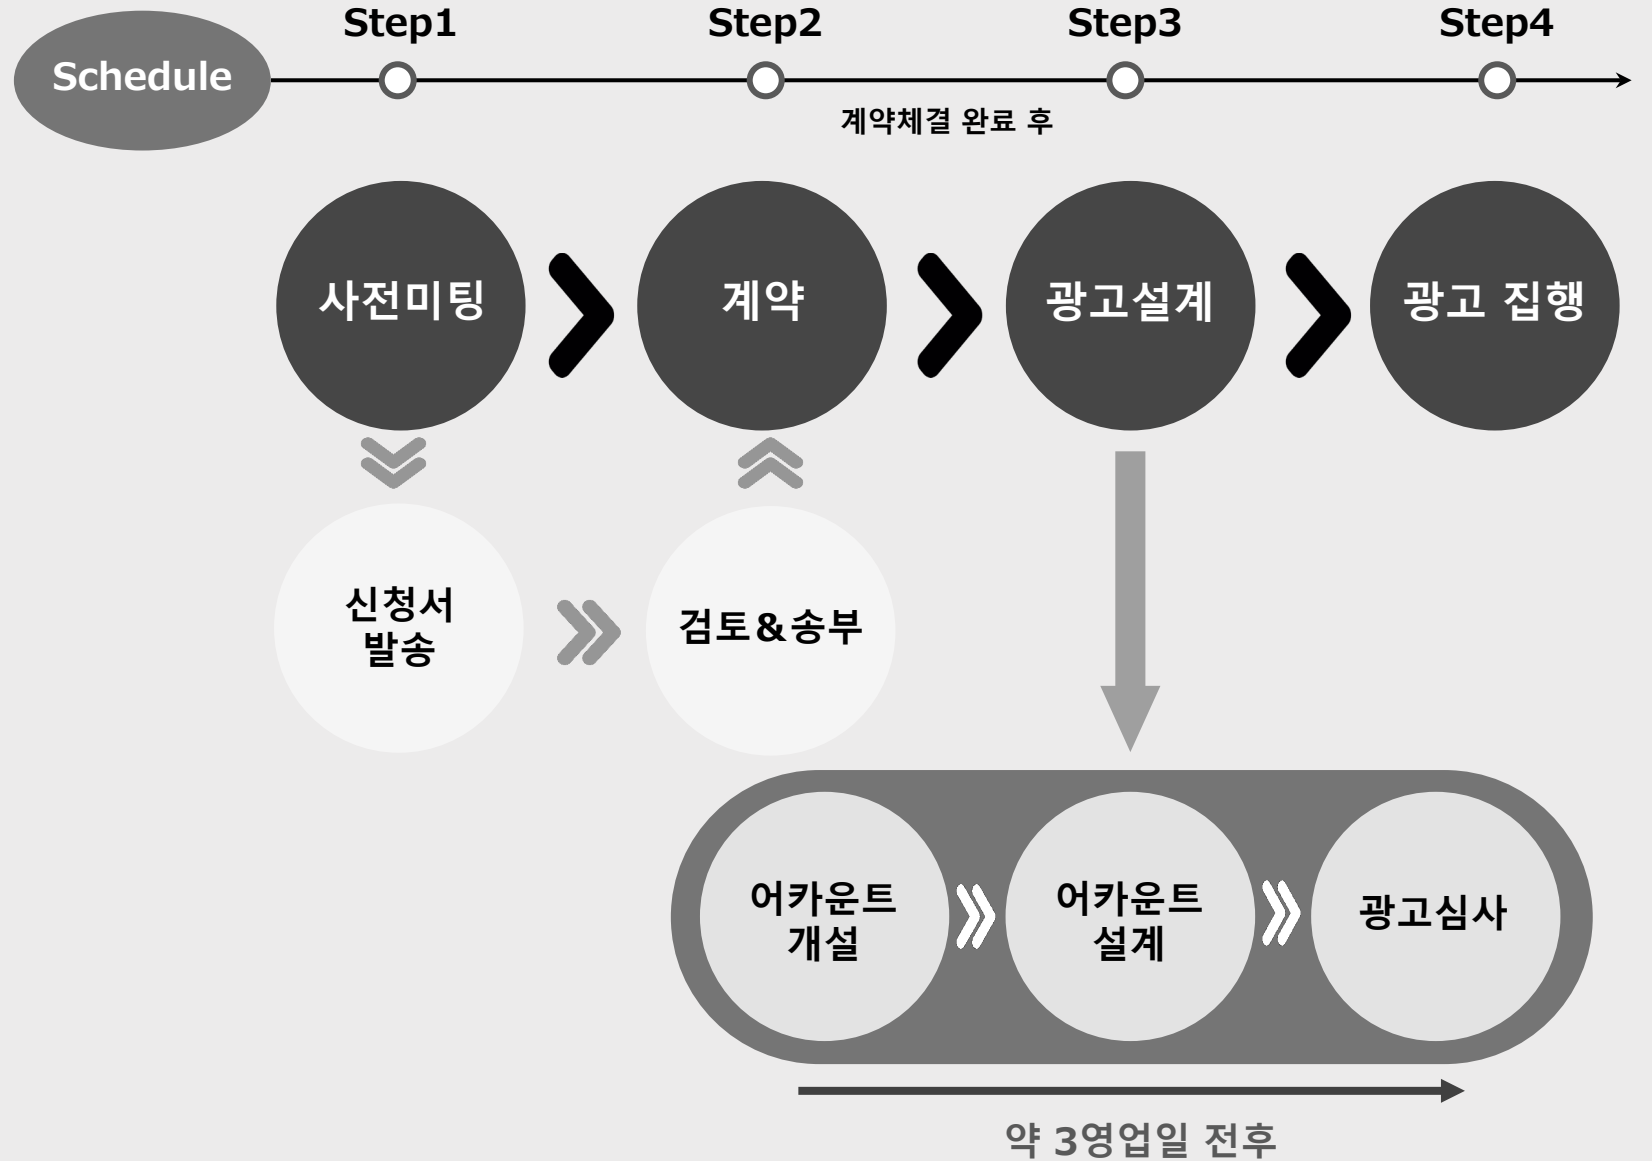 Schedule
Step1
Step2
Step3
Step4
계약체결 완료 후
사전미팅
계약
광고설계
광고 집행
신청서
발송
검토&송부
어카운트
개설
어카운트
설계
광고심사
약 3영업일 전후